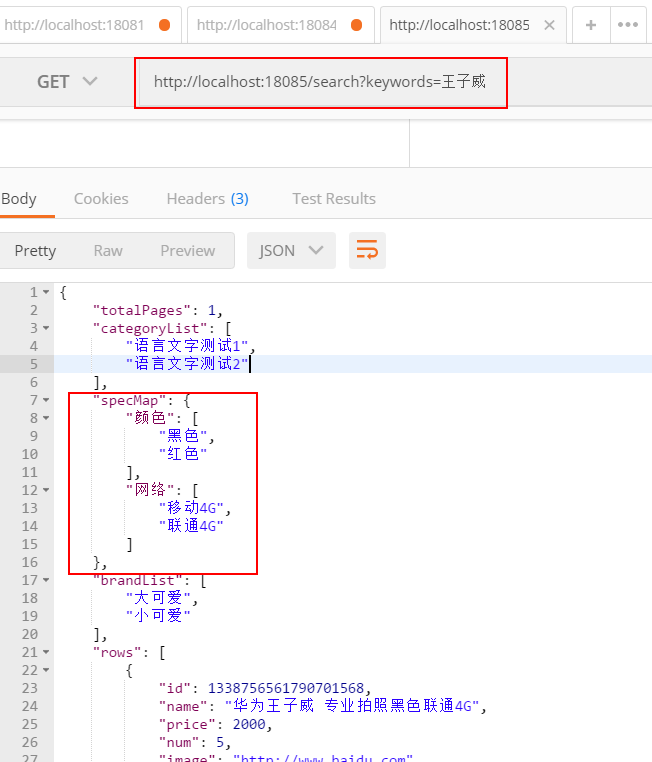 http://localhost:18081
http://localhost:18084
http://localhost:18085
GET
http://localhost:18085/search?keywords=王子威
Body Cookies Headers (3) Test Results
Pretty Raw Preview JSON
1 {
2 "totalPages": 1,
3 "categoryList": [
4 "语言文字测试1",
5 "语言文字测试2"
6 ],
7 "specMap": {
8 "颜色": [
9 "黑色",
10 "红色"
11 ],
12 "网络": [
13 "移动4G",
14 "联通4G"
15 ]
16 },
17 "brandList": [
18 "大可爱",
19 "小可爱"
20 ],
21 "rows": [
22 {
23 "id": 1338756561790701568,
24 "name": "华为王子威 专业拍照黑色联通4G",
25 "price": 2000,
26 "num": 5,
27 "image": "http://www.baidu.com"